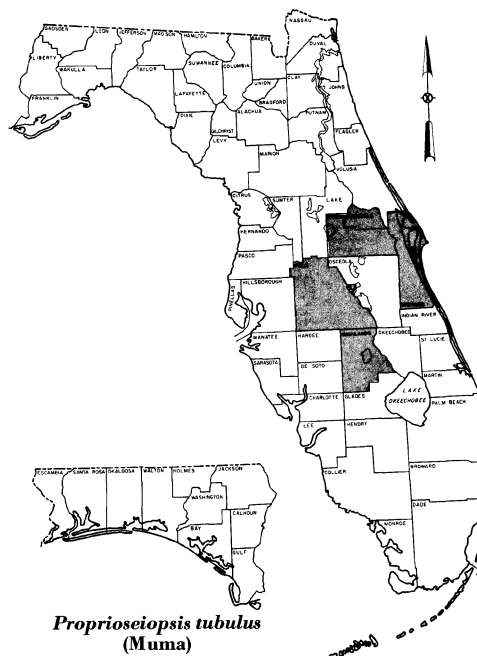 NASSAU
GADSDEN
LEON
JEFFERSON
MADISON
HAMILTON
BAKER
DUVAL
LIBERTY
WAKULLA
TAYLOR
SUWANNEE
COLUMBIA
UNION
CLAY
ST JOHNS
FRANKLIN
LAFAYETTE
BRADFORD
DIXIE
GILCHRIST
ALACHUA
PUTNAM
FLAGLER
LEVY
MARION
VOLUSIA
CITRUS
SUMTER
LAKE
HERNANDO
PASCO
OSCEOLA
PINELLAS
HILLSBOROUGH
INDIAN RIVER
MANATEE
HARDEE
HIGHLANDS
OKEECHOBEE
ST LUCIE
SARASOTA
DE SOTO
MARTIN
CHARLOTTE
GLADES
LAKE
OKEECHOBEE
PALM BEACH
LEE
HENDRY
COLLIER
BROWARD
DADE
MONROE
ESCAMBIA
SANTA ROSA
OKALOOSA
WALTON
HOLMES
JACKSON
WASHINGTON
BAY
CALHOUN
GULF
Proprioseiopsis tubulus
(Muma)